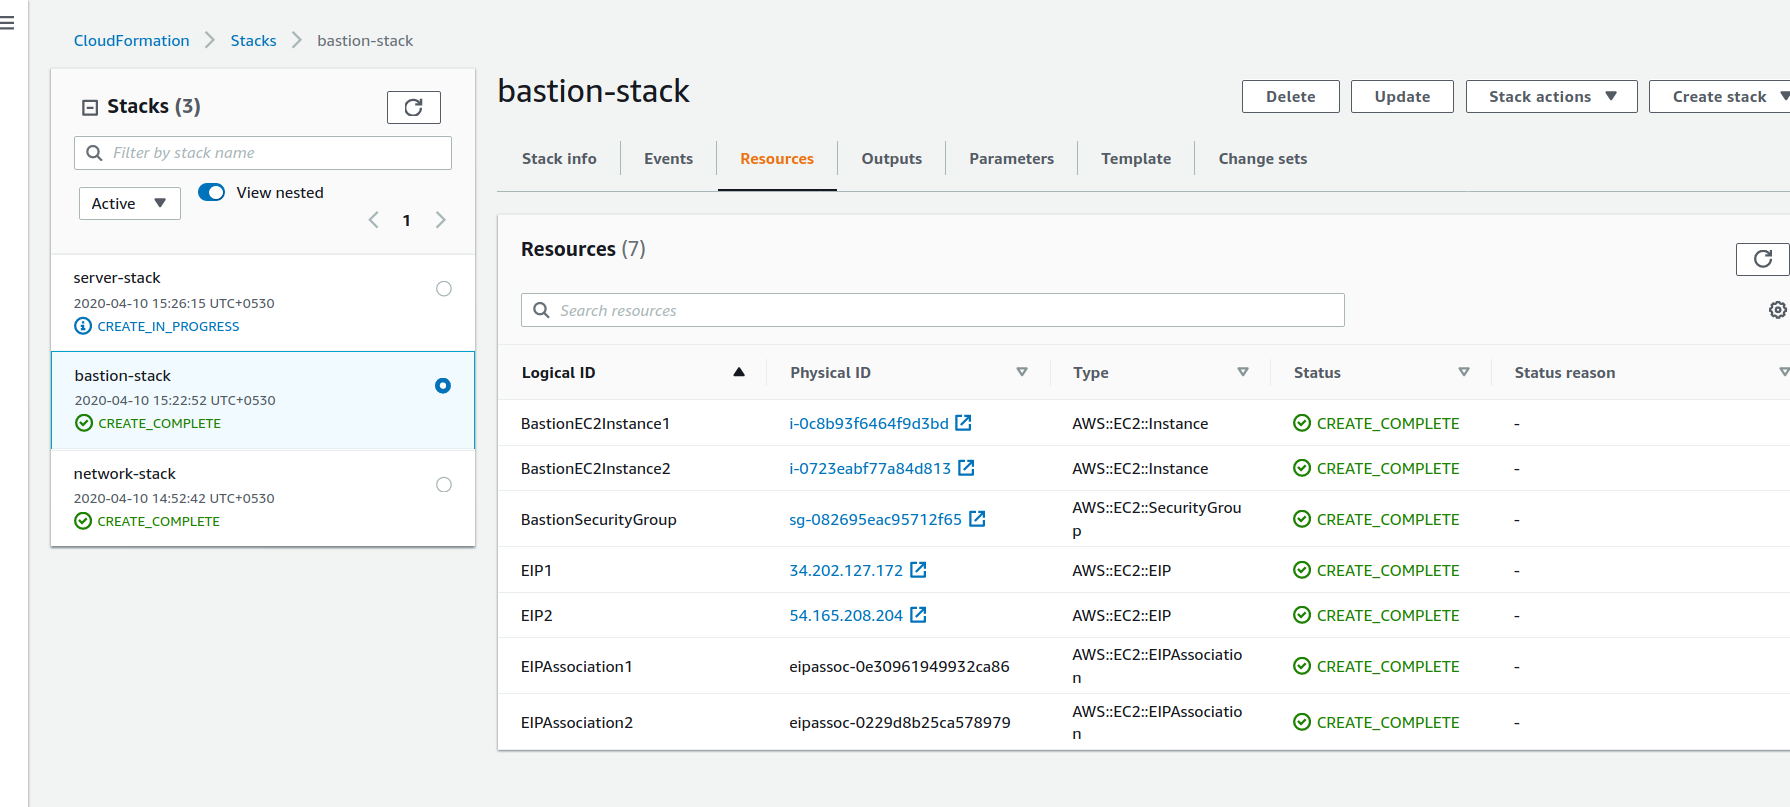 CloudFormation > Stacks > bastion-stack
Stacks (3)
Filter by stack name
Active View nested
1
server-stack
2020-04-10 15:26:15 UTC+0530
CREATE_IN_PROGRESS
bastion-stack
2020-04-10 15:22:52 UTC+0530
CREATE_COMPLETE
network-stack
2020-04-10 14:52:42 UTC+0530
CREATE_COMPLETE
bastion-stack
Delete Update Stack actions Create stack
Stack info Events Resources Outputs Parameters Template Change sets
Resources (7)
Search resources
Logical ID Physical ID Type Status Status reason
BastionEC2Instance1 i-0c8b93f6464f9d3bd AWS::EC2::Instance CREATE_COMPLETE -
BastionEC2Instance2 i-0723eabf77a84d813 AWS::EC2::Instance CREATE_COMPLETE -
BastionSecurityGroup sg-082695eac95712f65 AWS::EC2::SecurityGrou CREATE_COMPLETE -
p
EIP1 34.202.127.172 AWS::EC2::EIP CREATE_COMPLETE -
EIP2 54.165.208.204 AWS::EC2::EIP CREATE_COMPLETE -
EIPAssociation1 eipassoc-0e30961949932ca86 AWS::EC2::EIPAssociatio CREATE_COMPLETE -
n
EIPAssociation2 eipassoc-0229d8b25ca578979 AWS::EC2::EIPAssociatio CREATE_COMPLETE -
n